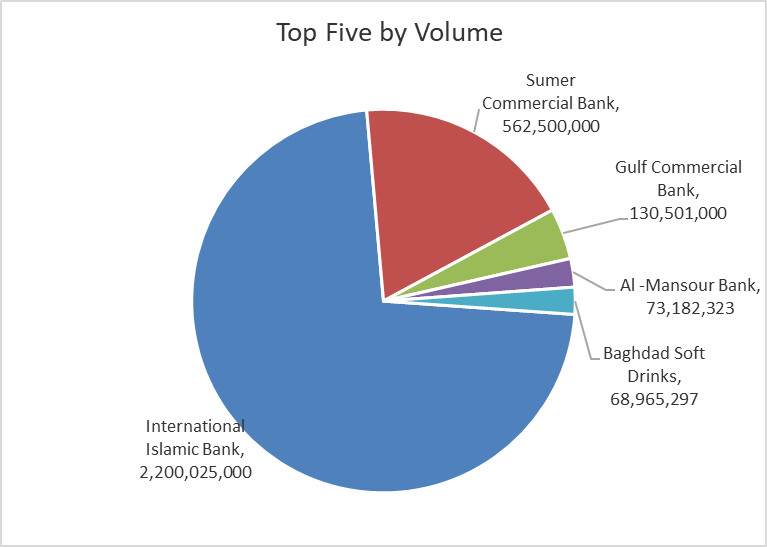 Top Five by Volume
Sumer
Commercial Bank,
562,500,000
Gulf Commercial
Bank,
130,501,000
Al -Mansour Bank,
73,182,323
Baghdad Soft
Drinks,
68,965,297
International
Islamic Bank,
2,200,025,000